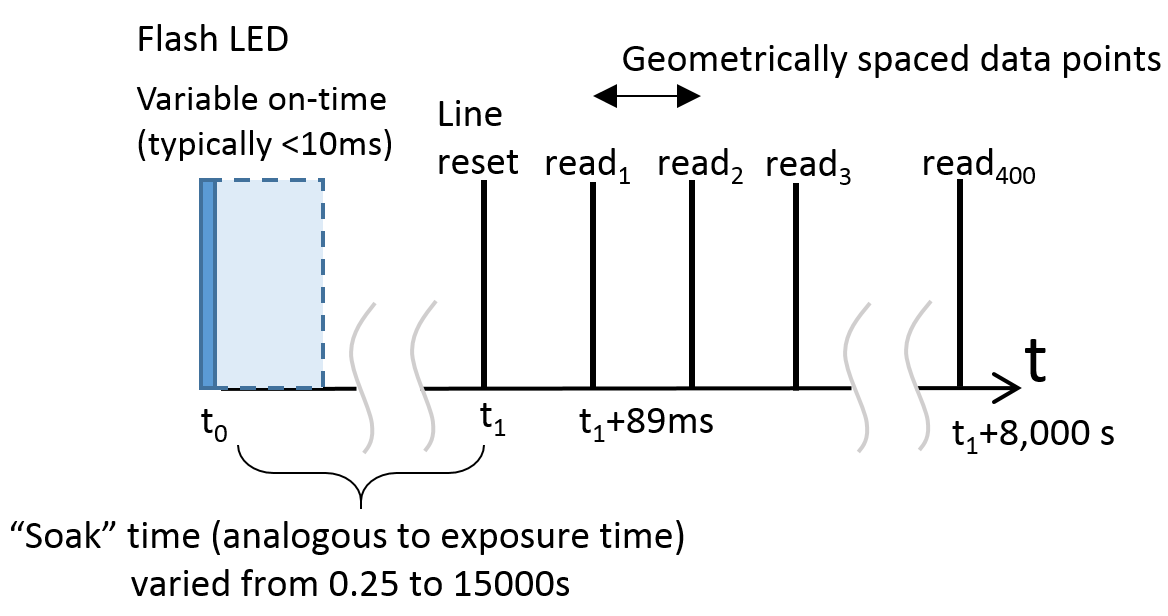 Flash LED
Variable on-time
(typically <10ms)
Geometrically spaced data points
Line
reset
read1
read2
read3
read400
t
t0
t1
t1+89ms
t1+8,000 s
“Soak” time (analogous to exposure time)
varied from 0.25 to 15000s